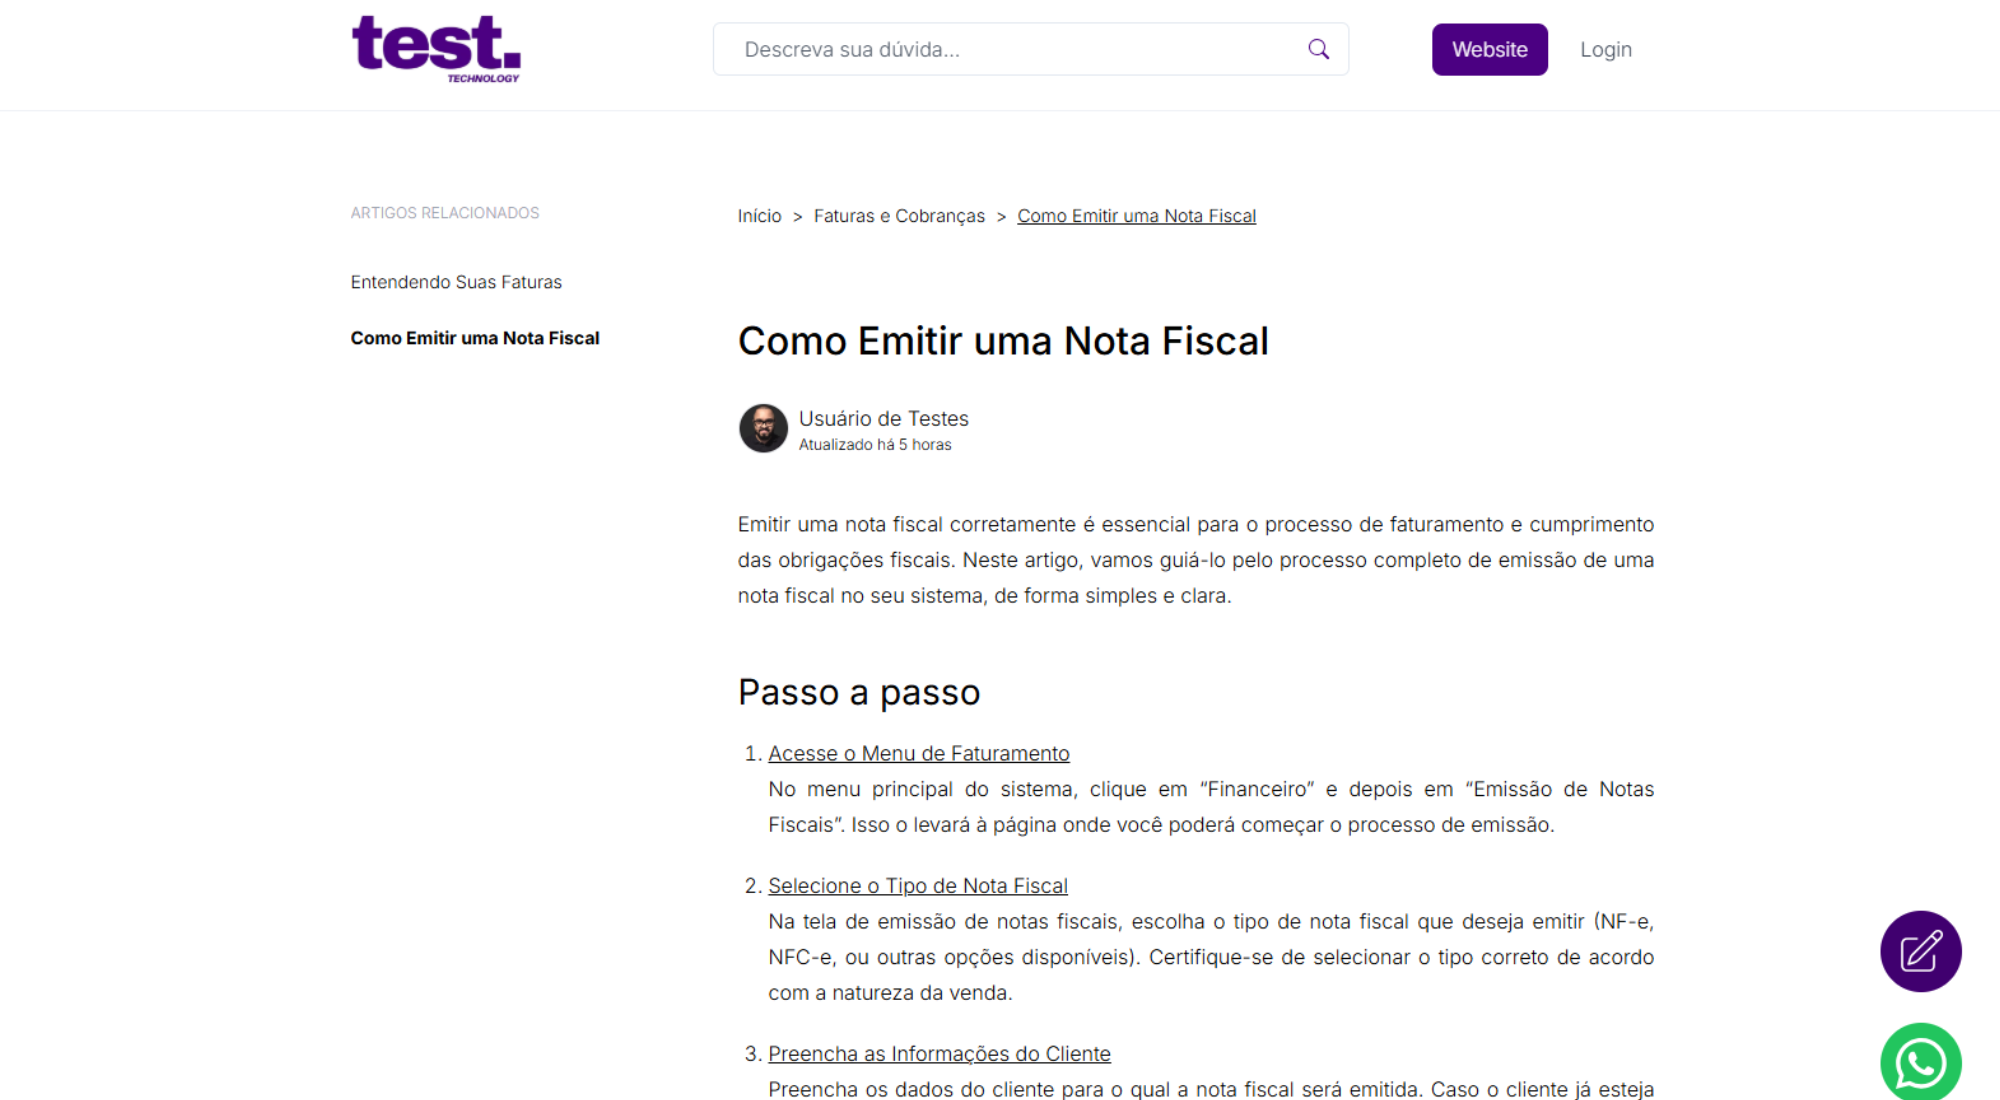 test.
TECHNOLOGY
Descreva sua dúvida...
Website
Login
ARTIGOS RELACIONADOS
Entendendo Suas Faturas
Como Emitir uma Nota Fiscal
Início > Faturas e Cobranças > Como Emitir uma Nota Fiscal
Como Emitir uma Nota Fiscal
Usuário de Testes
Atualizado há 5 horas
Emitir uma nota fiscal corretamente é essencial para o processo de faturamento e cumprimento
das obrigações fiscais. Neste artigo, vamos guiá-lo pelo processo completo de emissão de uma
nota fiscal no seu sistema, de forma simples e clara.
Passo a passo
1. Acesse o Menu de Faturamento
No menu principal do sistema, clique em “Financeiro” e depois em “Emissão de Notas
Fiscais”. Isso o levará à página onde você poderá começar o processo de emissão.
2. Selecione o Tipo de Nota Fiscal
Na tela de emissão de notas fiscais, escolha o tipo de nota fiscal que deseja emitir (NF-e,
NFC-e, ou outras opções disponíveis). Certifique-se de selecionar o tipo correto de acordo
com a natureza da venda.
3. Preencha as Informações do Cliente
Preencha os dados do cliente para o qual a nota fiscal será emitida. Caso o cliente já esteja